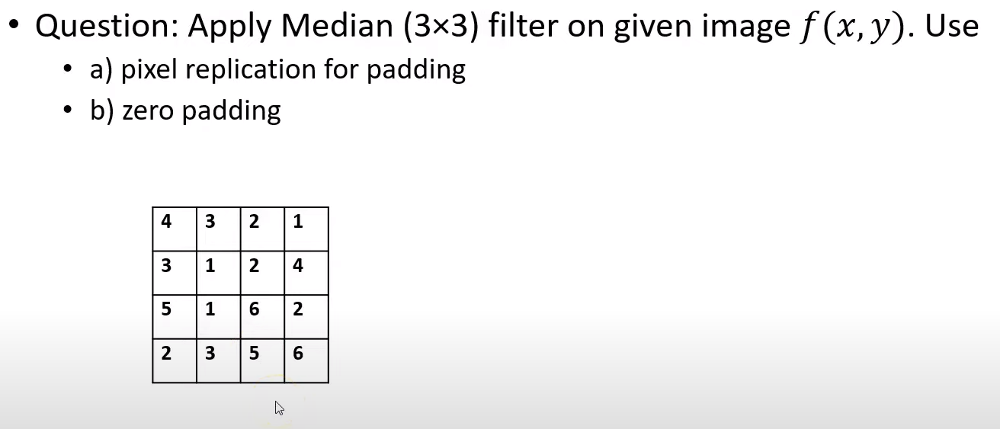 • Question: Apply Median (3×3) filter on given image f(x,y). Use
• a) pixel replication for padding
• b) zero padding
4 3 2 1
3 1 2 4
5 1 6 2
2 3 5 6